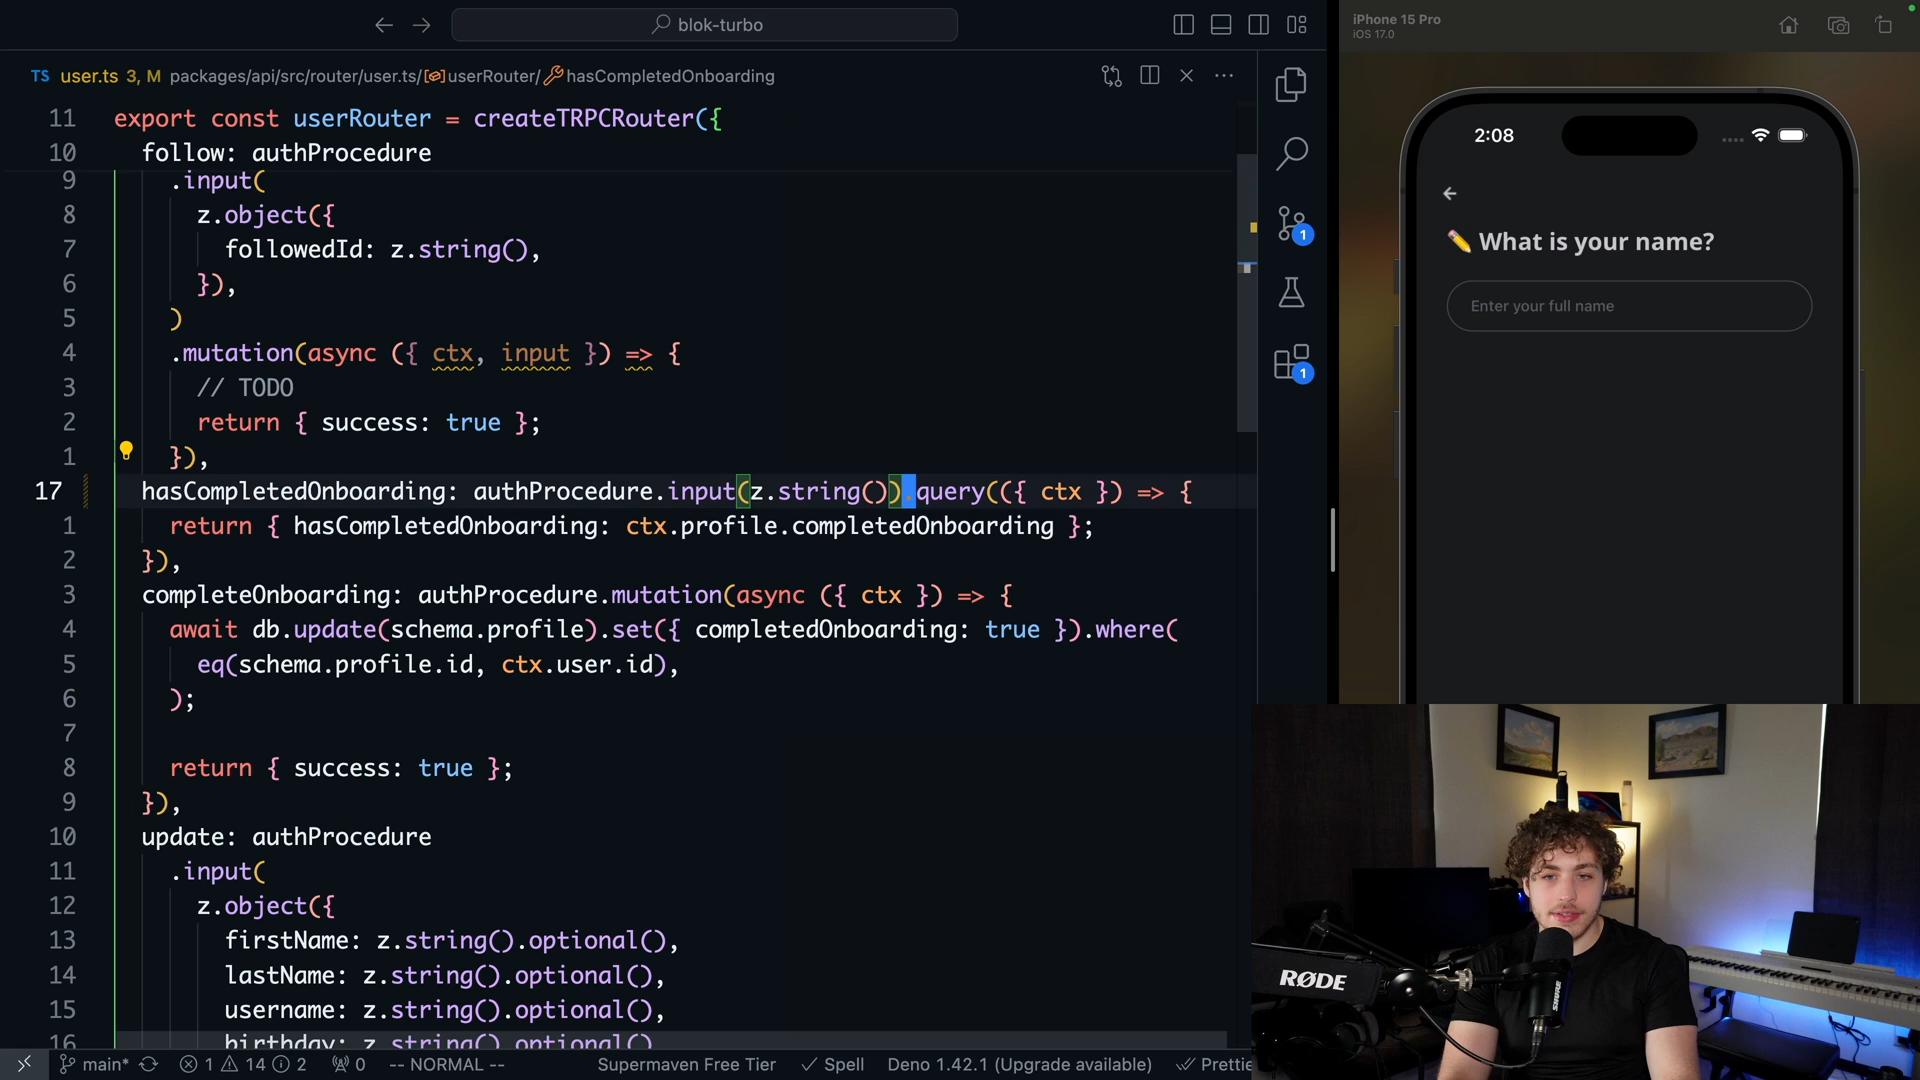 blok-turbo
TS user.ts 3, M packages/api/src/router/user.ts/ userRouter/ hasCompletedOnboarding
11 export const userRouter = createTRPCRouter({
10 follow: authProcedure
9 .input(
8 z.object({
7 followedId: z.string(),
6 }),
5 )
4 .mutation(async ({ ctx, input }) => {
3 // TODO
2 return { success: true };
1 }),
17 hasCompletedOnboarding: authProcedure.input(z.string()).query(({ ctx }) => {
1 return { hasCompletedOnboarding: ctx.profile.completedOnboarding };
2 }),
3 completeOnboarding: authProcedure.mutation(async ({ ctx }) => {
4 await db.update(schema.profile).set({ completedOnboarding: true }).where(
5 eq(schema.profile.id, ctx.user.id),
6 );
7
8 return { success: true };
9 }),
10 update: authProcedure
11 .input(
12 z.object({
13 firstName: z.string().optional(),
14 lastName: z.string().optional(),
15 username: z.string().optional(),
16 birthday: z.string().optional()
main* 1 14 2 0 -- NORMAL -- Supermaven Free Tier Spell Deno 1.42.1 (Upgrade available) Prettie
1
1
iPhone 15 Pro
iOS 17.0
2:08
What is your name?
Enter your full name
RØDE
SHURE